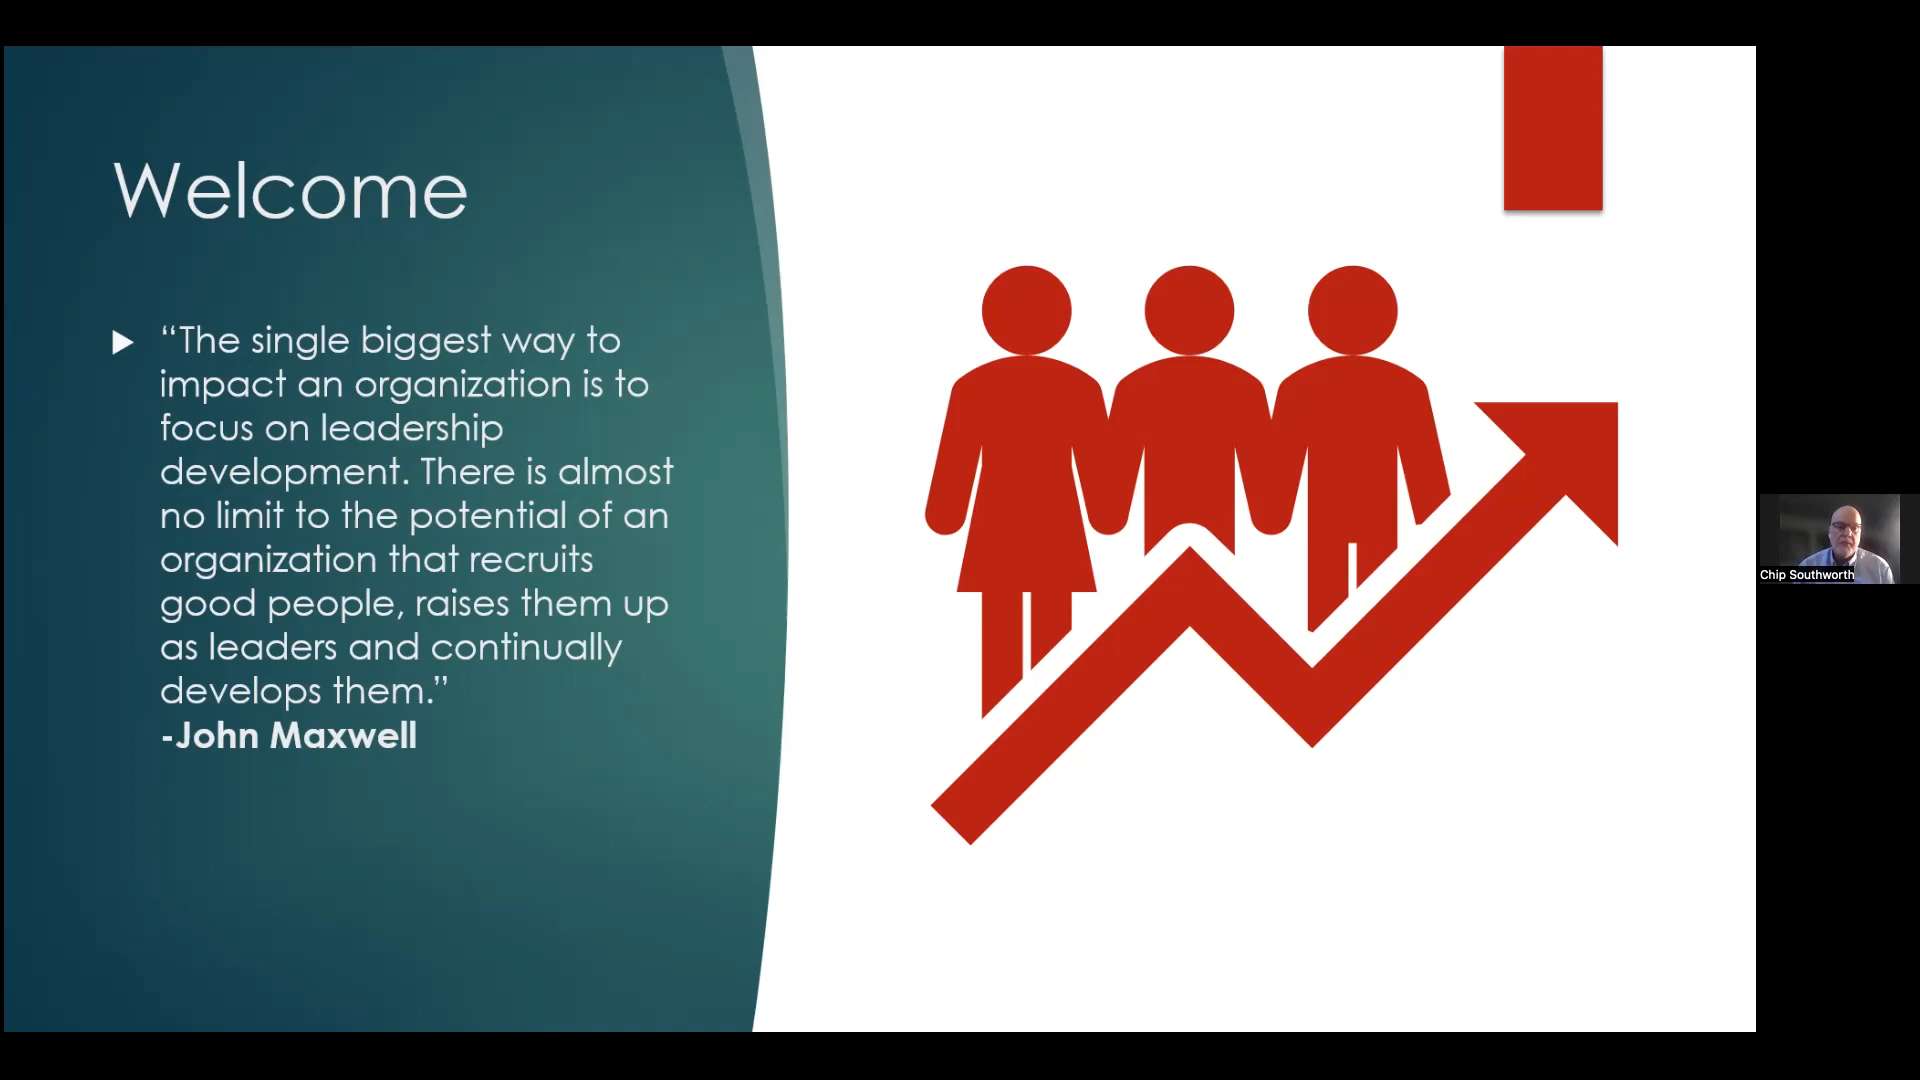 Welcome
“The single biggest way to
impact an organization is to
focus on leadership
development. There is almost
no limit to the potential of an
organization that recruits
good people, raises them up
as leaders and continually
develops them.”
-John Maxwell
Chip Southworth